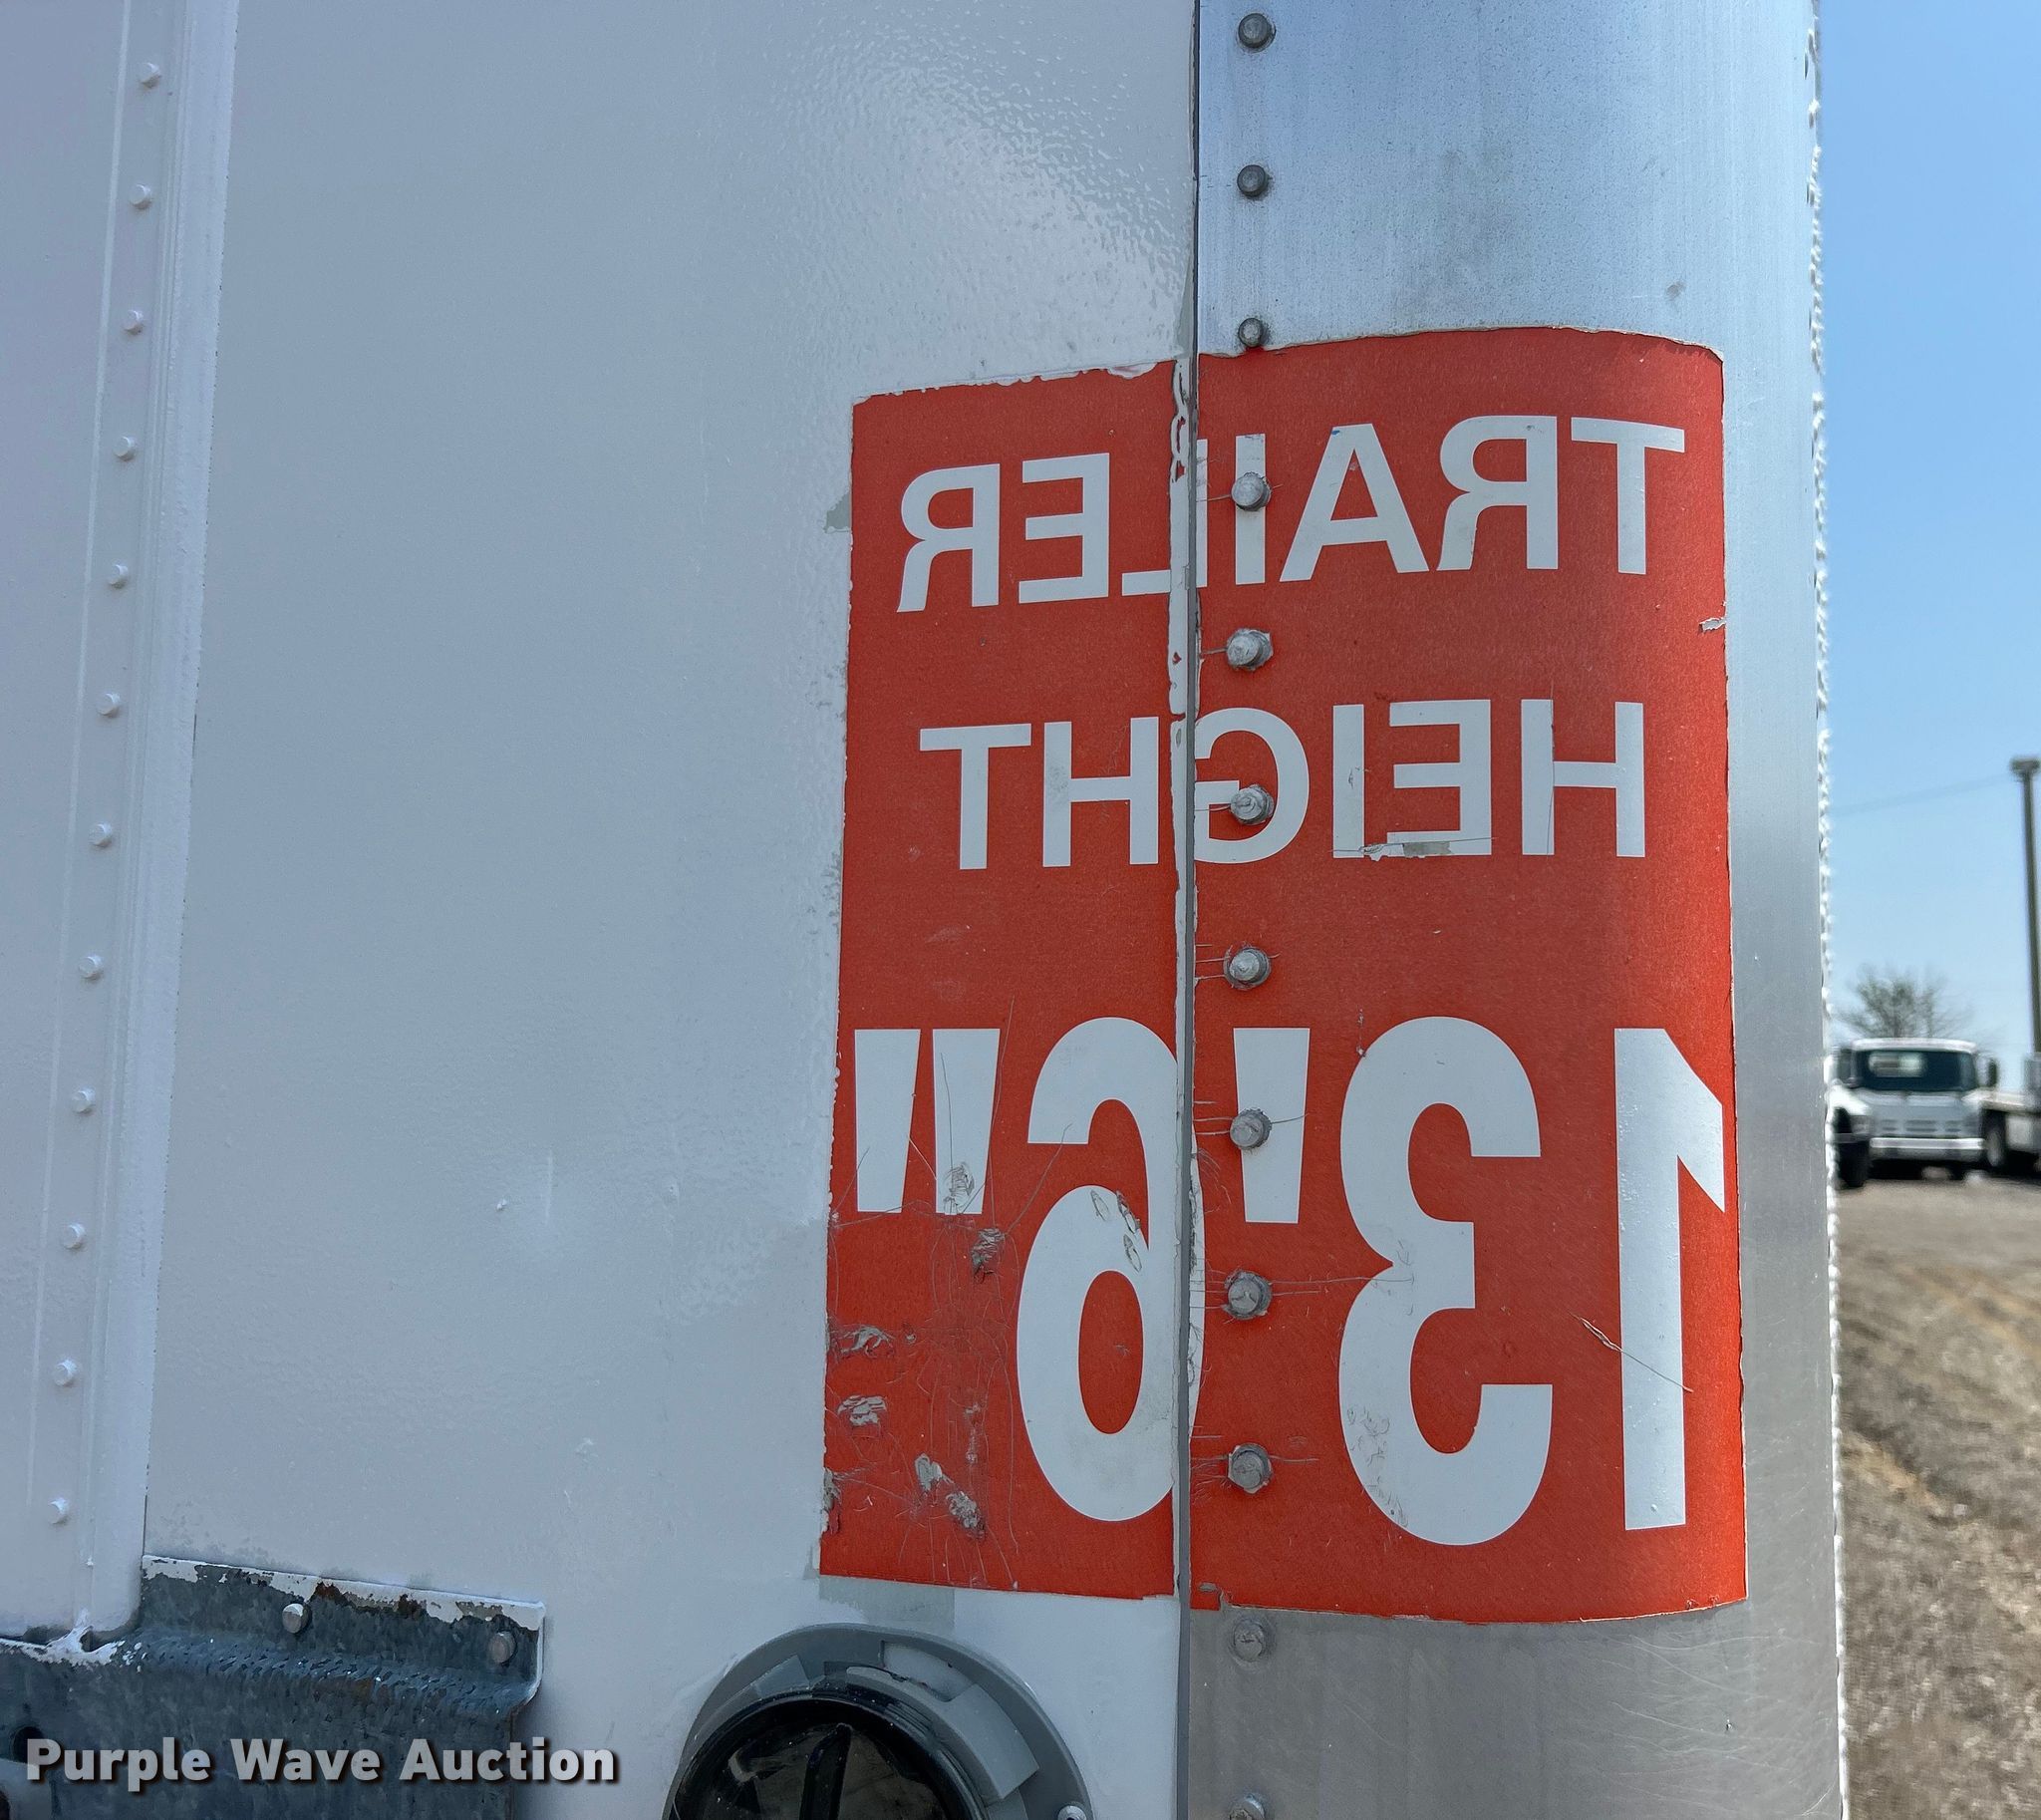 TRAILER
HEIGHT
13'6"
Purple Wave Auction